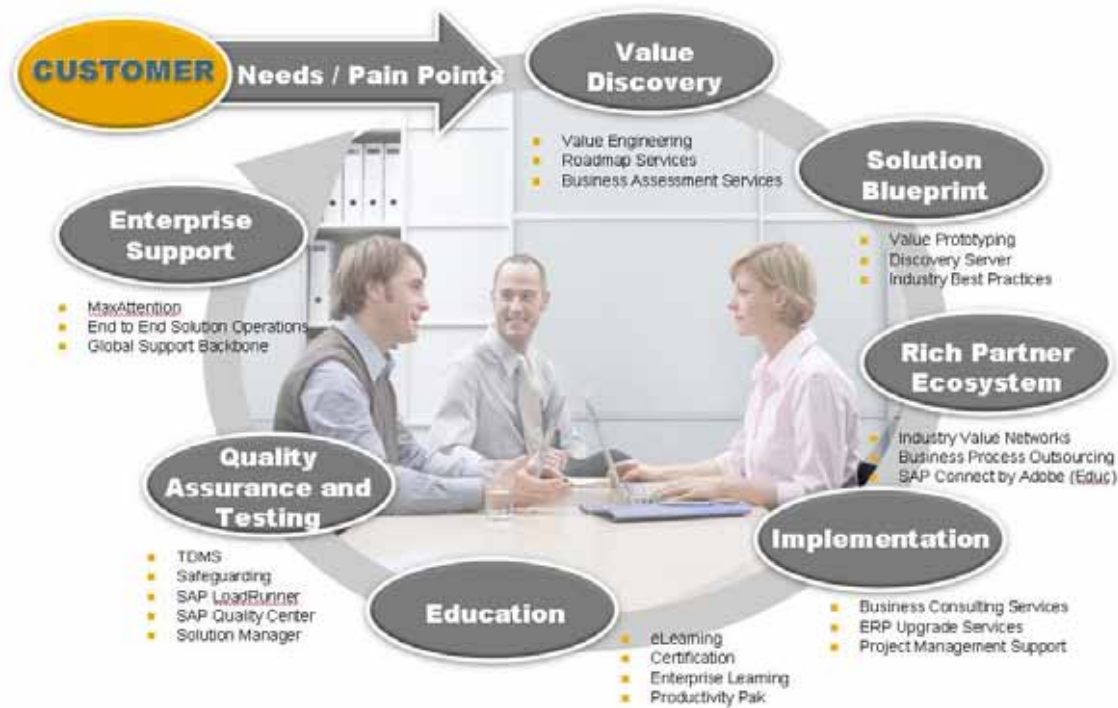 CUSTOMER
Needs / Pain Points
Value
Discovery
Value Engineering
Roadmap Services
Business Assessment Services
Solution
Blueprint
Value Prototyping
Discovery Server
Industry Best Practices
Rich Partner
Ecosystem
Industry Value Networks
Business Process Outsourcing
SAP Connect by Adobe (Educ)
Implementation
Business Consulting Services
ERP Upgrade Services
Project Management Support
Education
eLearning
Certification
Enterprise Learning
Productivity Pak
Quality
Assurance and
Testing
TDMS
Safeguarding
SAP LoadRunner
SAP Quality Center
Solution Manager
Enterprise
Support
MaxAttention
End to End Solution Operations
Global Support Backbone